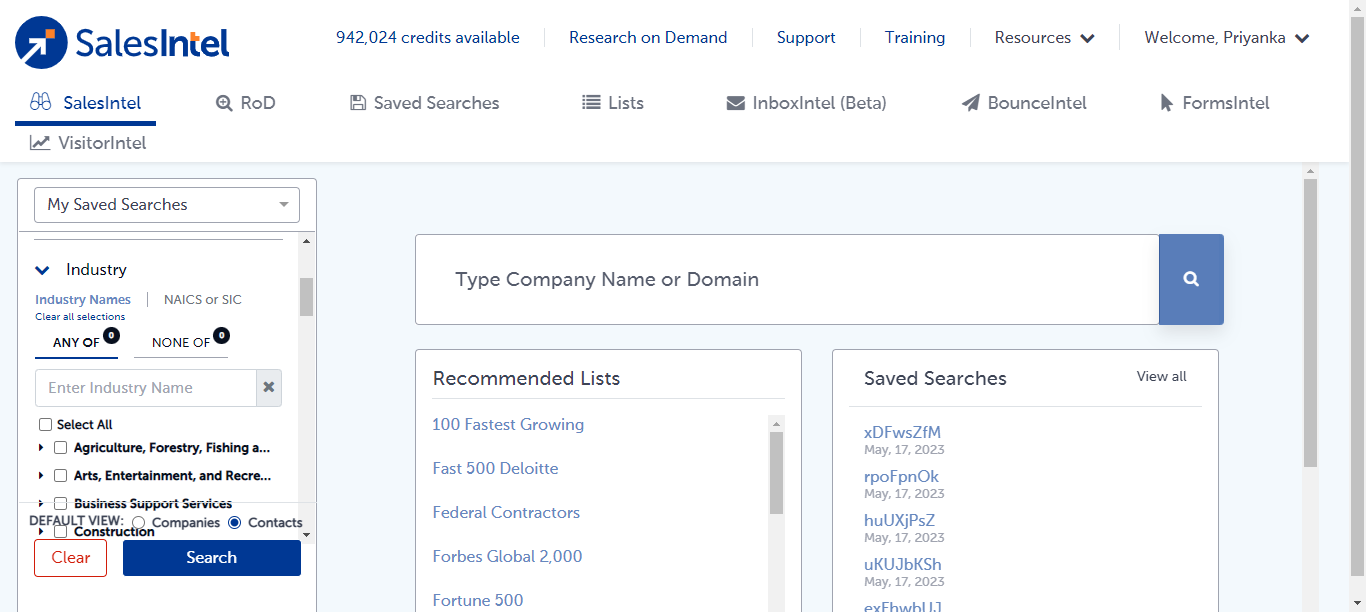 SalesIntel
942,024 credits available
Research on Demand
Support
Training
Resources
Welcome, Priyanka
SalesIntel
RoD
Saved Searches
Lists
InboxIntel (Beta)
BounceIntel
FormsIntel
VisitorIntel
My Saved Searches
Industry
Industry Names
NAICS or SIC
Clear all selections
ANY OF 0
NONE OF 0
Enter Industry Name
Select All
Agriculture, Forestry, Fishing a...
Arts, Entertainment, and Recre...
Business Support Services
DEFAULT VIEW: Companies Contacts
Construction
Clear
Search
Type Company Name or Domain
Recommended Lists
100 Fastest Growing
Fast 500 Deloitte
Federal Contractors
Forbes Global 2,000
Fortune 500
Saved Searches
View all
xDFwsZfM
May, 17, 2023
rpoFpnOk
May, 17, 2023
huUXjPsZ
May, 17, 2023
uKUJbKSh
May, 17, 2023